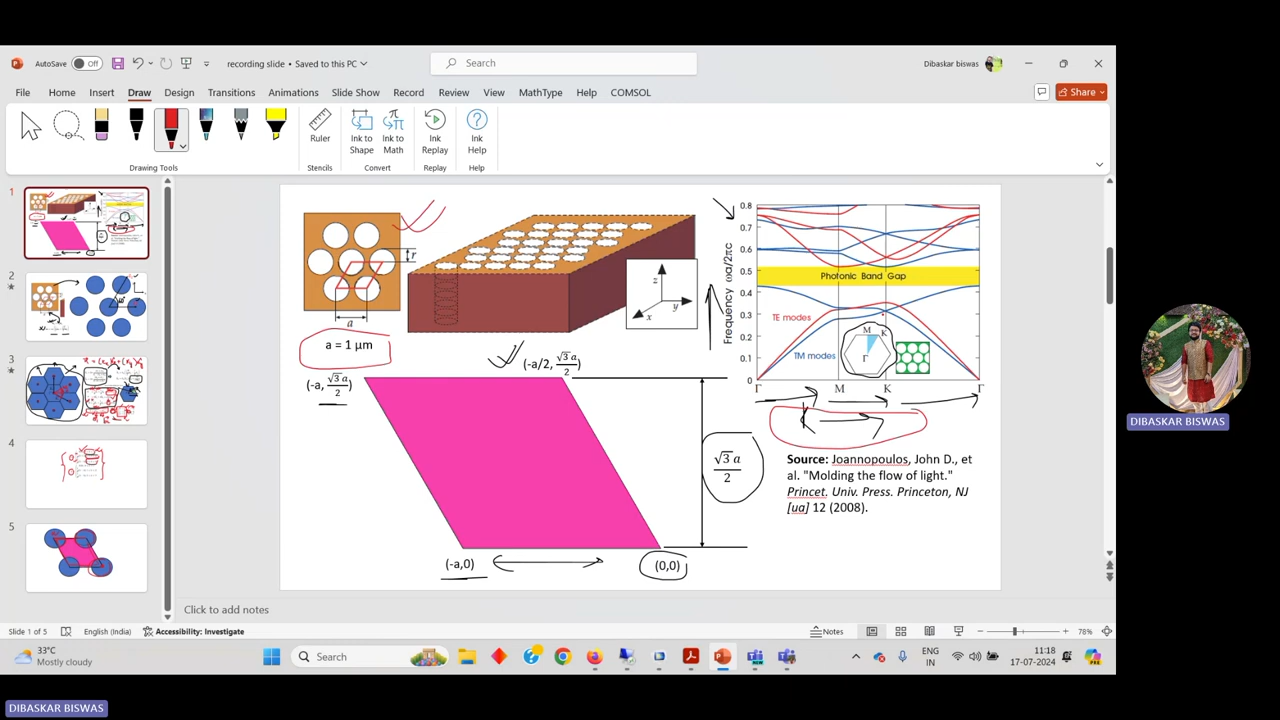 AutoSave Off recording slide • Saved to this PC Search Dibaskar biswas
File Home Insert Draw Design Transitions Animations Slide Show Record Review View MathType Help COMSOL Share
Ruler Ink to Shape Ink to Math Ink Replay Ink Help
Drawing Tools Stencils Convert Replay Help
1
2
3
4
5
r
a
a = 1 μm
z
y
x
Frequency ωa/2πc
0.8
0.7
0.6
0.5
0.4
0.3
0.2
0.1
0
Photonic Band Gap
TE modes
TM modes
M K
Γ
Γ M K Γ
K
(-a, √3 a/2)
(-a/2, √3 a/2)
√3 a/2
(-a,0)
(0,0)
Source: Joannopoulos, John D., et
al. "Molding the flow of light."
Princet. Univ. Press. Princeton, NJ
[ua] 12 (2008).
Click to add notes
Slide 1 of 5 English (India) Accessibility: Investigate Notes 78%
33°C
Mostly cloudy
Search
ENG
IN
11:18
17-07-2024
DIBASKAR BISWAS
DIBASKAR BISWAS